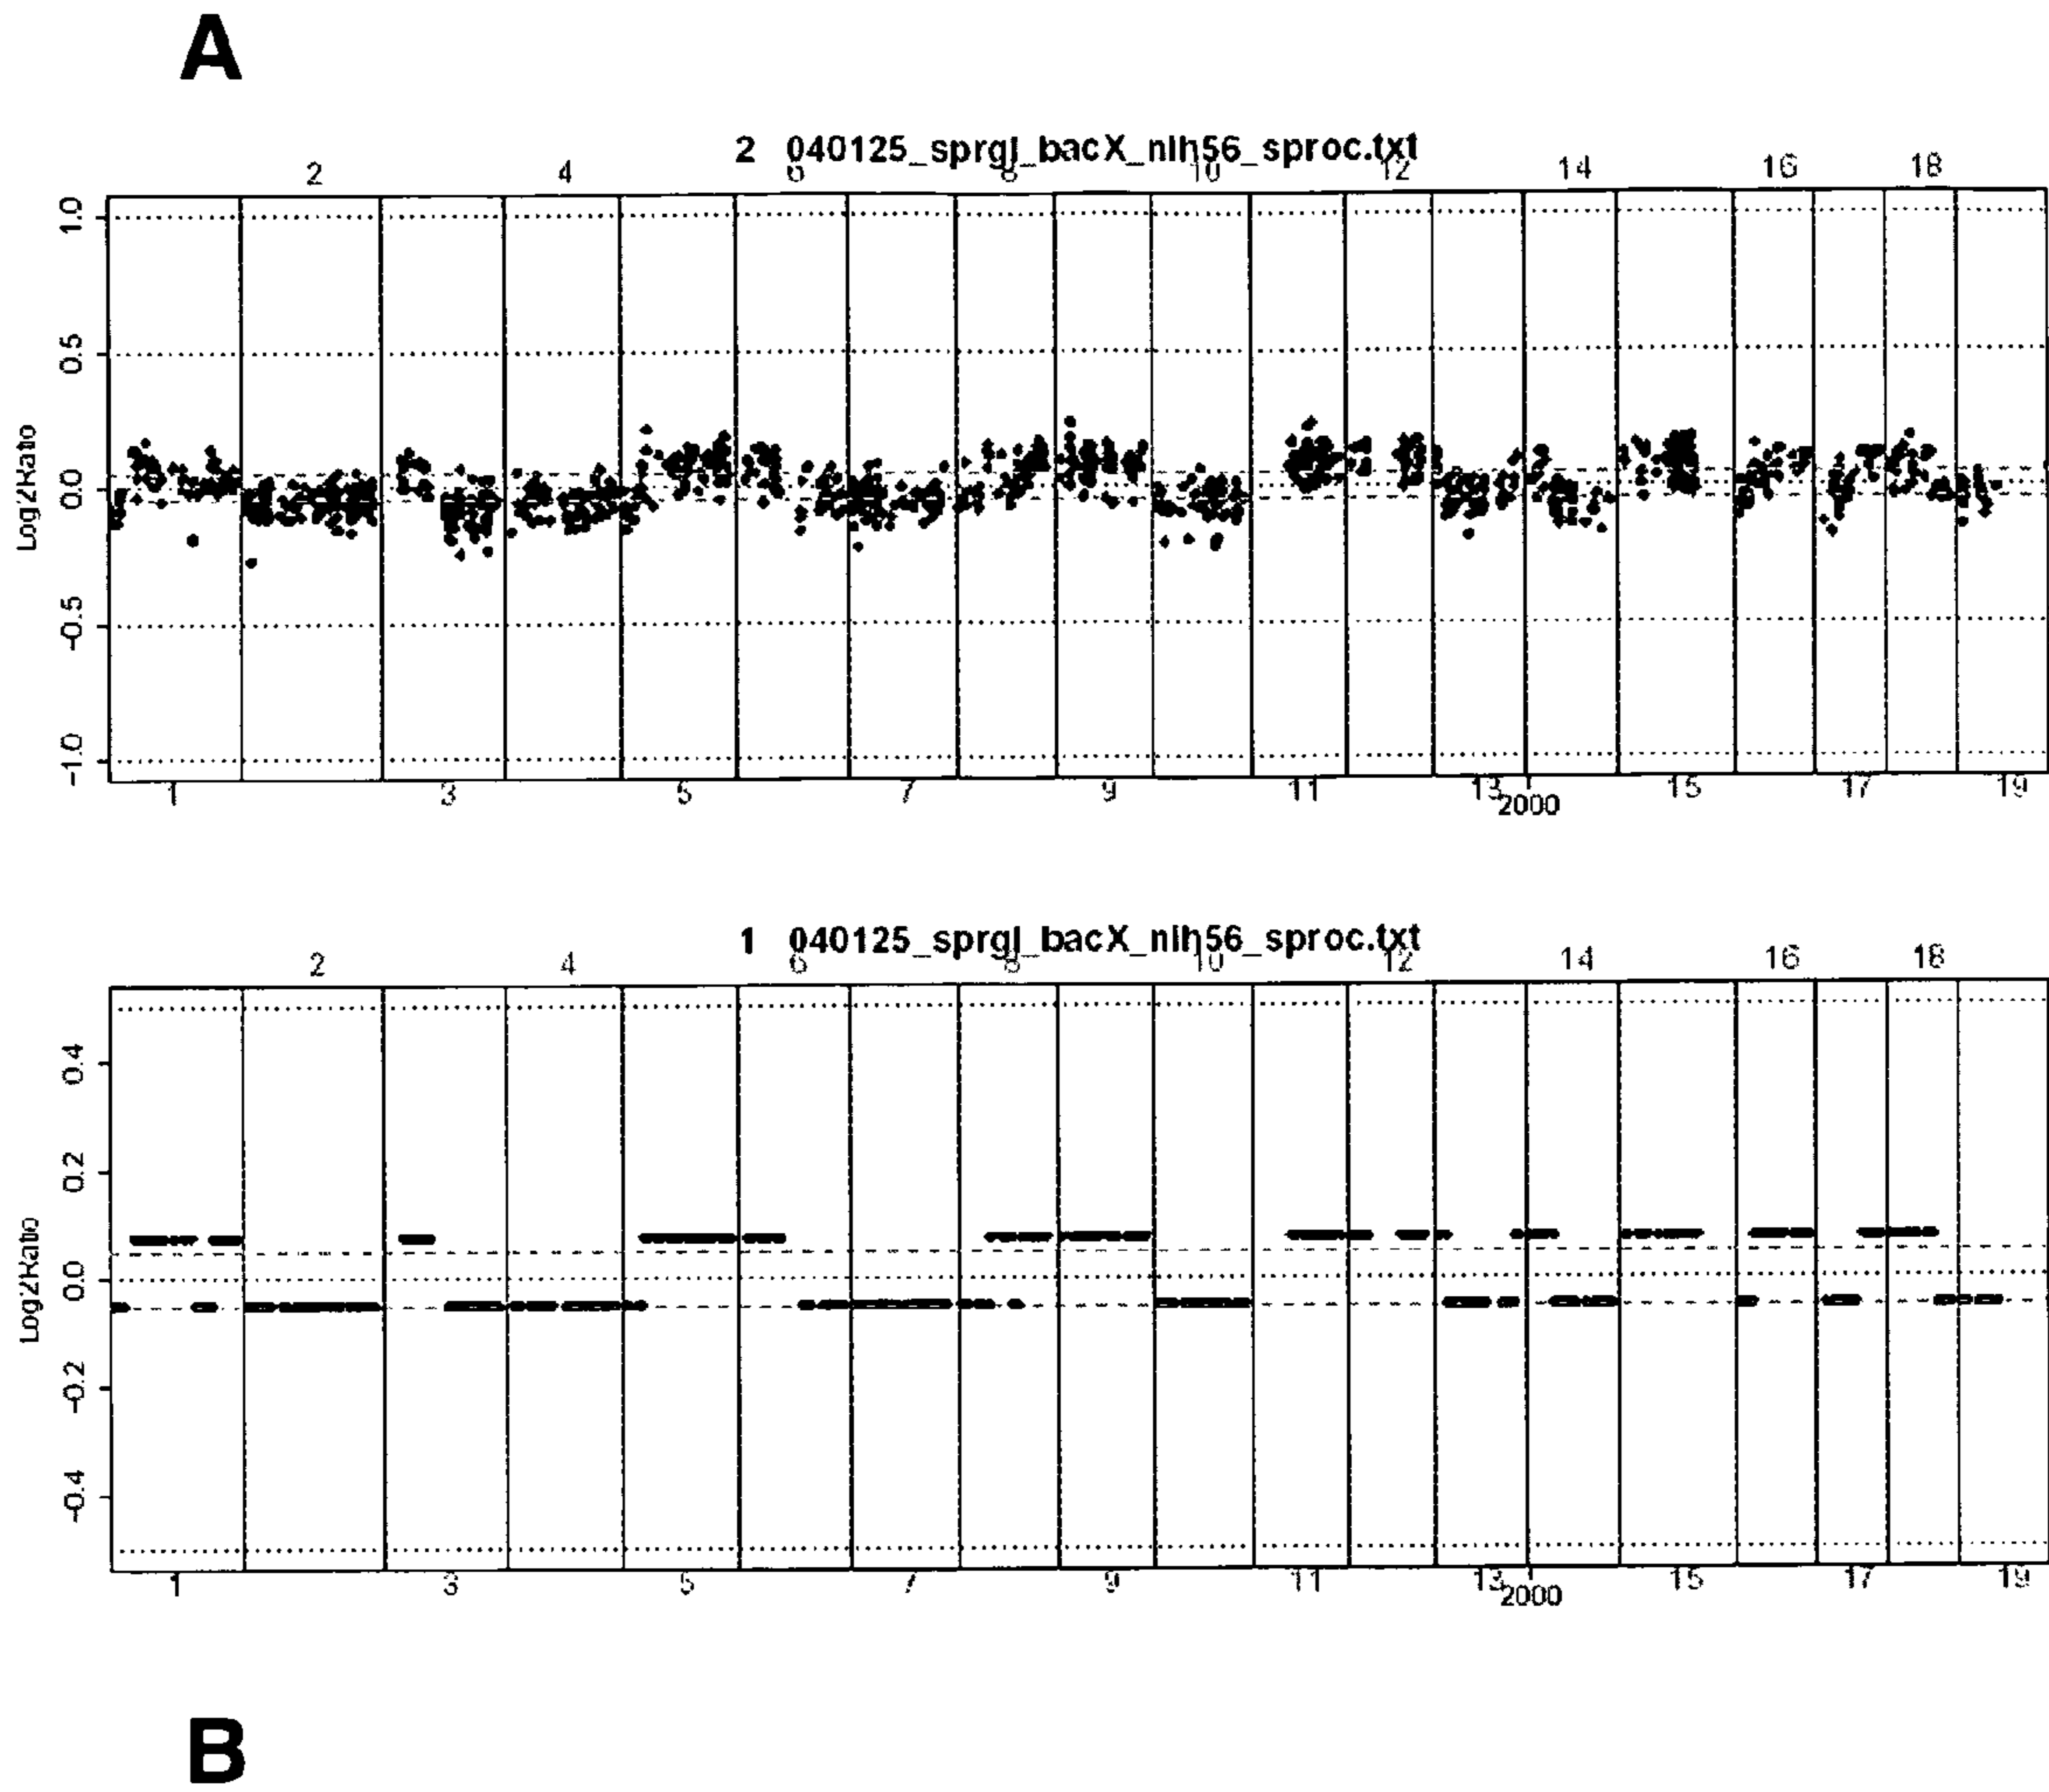 A
2 040125_sprgl_bacX_nlh56_sproc.txt
2 4 6 8 10 12 14 16 18
1.0
0.5
0.0
-0.5
-1.0
Log2Ratio
1 3 5 7 9 11 13 15 17 19
2000
1 040125_sprgl_bacX_nlh56_sproc.txt
2 4 6 8 10 12 14 16 18
0.4
0.2
0.0
-0.2
-0.4
Log2Ratio
1 3 5 7 9 11 13 15 17 19
2000
B